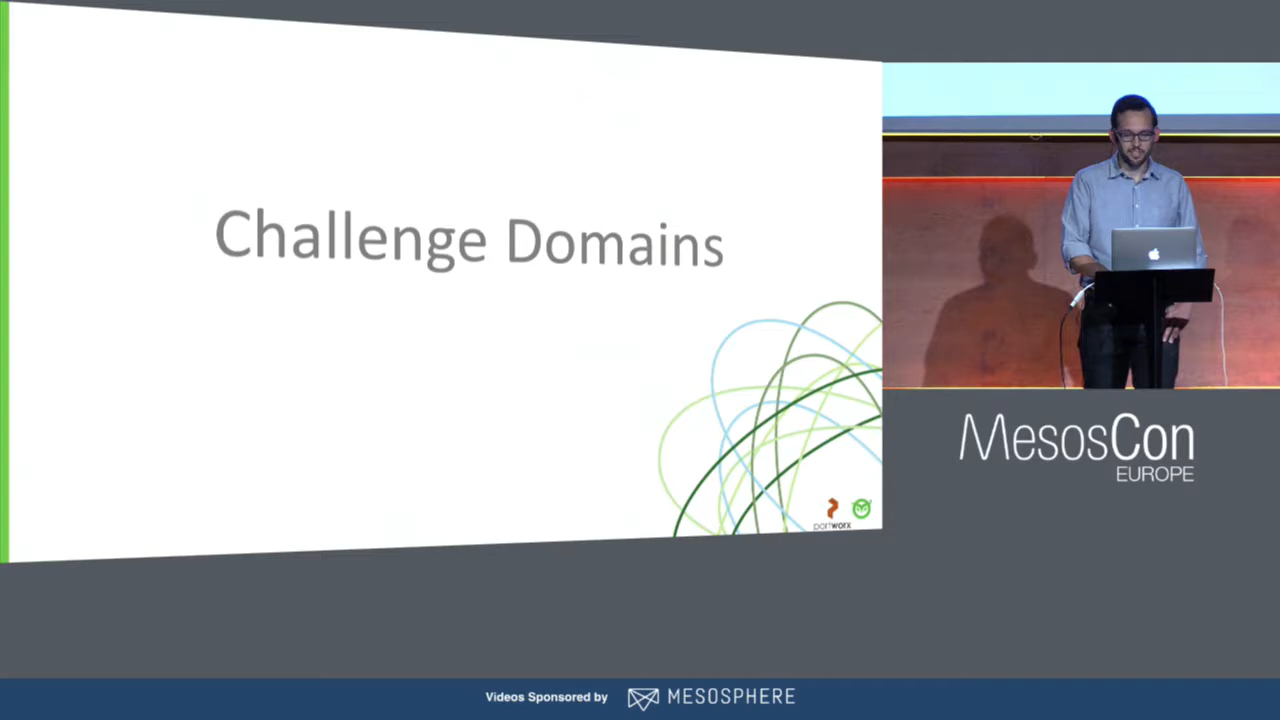 Challenge Domains
portworx
MesosCon
EUROPE
Videos Sponsored by MESOSPHERE